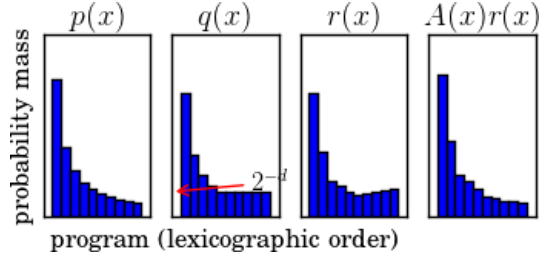 p(x) q(x) r(x) A(x)r(x)
probability mass
2^{-d}
program (lexicographic order)